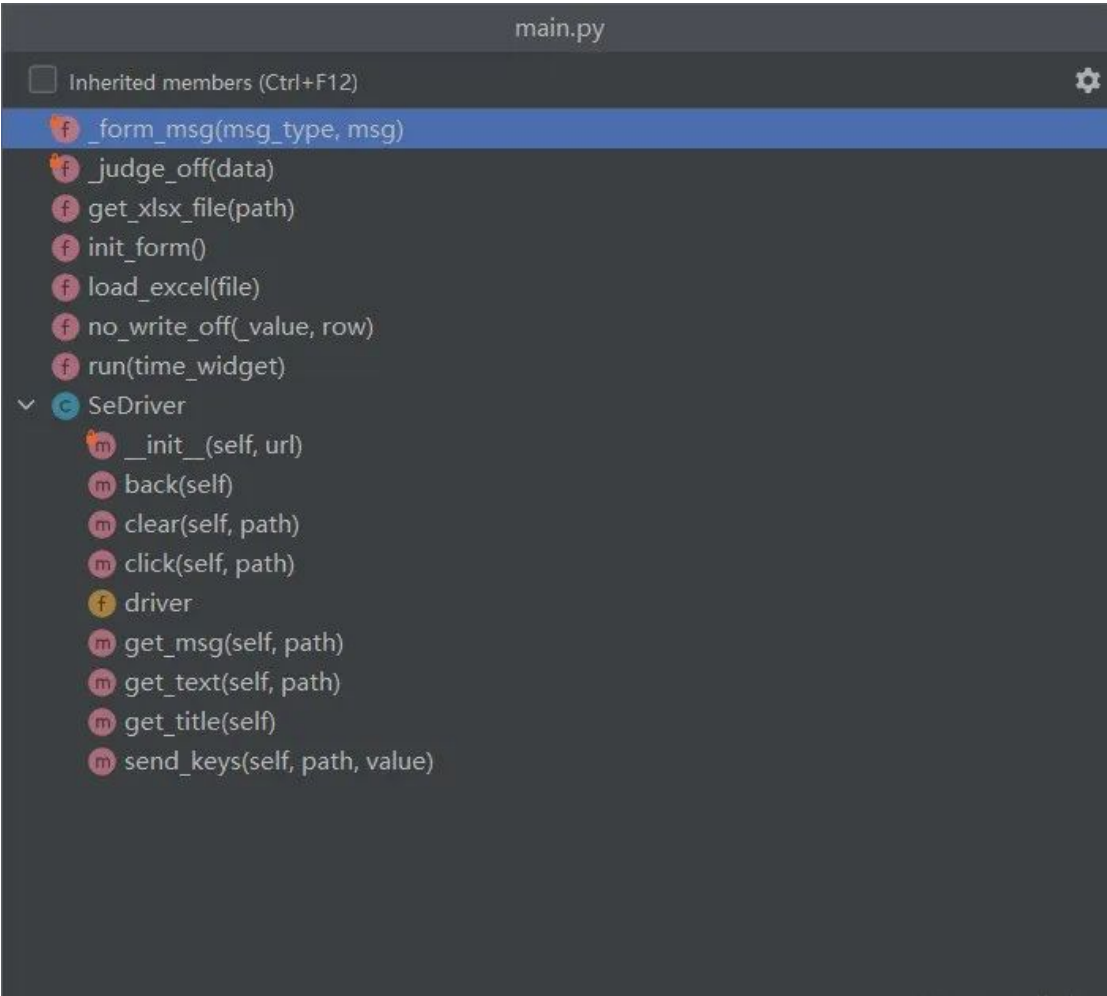 main.py
Inherited members (Ctrl+F12)
f _form_msg(msg_type, msg)
f _judge_off(data)
f get_xlsx_file(path)
f init_form()
f load_excel(file)
f no_write_off(_value, row)
f run(time_widget)
c SeDriver
m __init__(self, url)
m back(self)
m clear(self, path)
m click(self, path)
f driver
m get_msg(self, path)
m get_text(self, path)
m get_title(self)
m send_keys(self, path, value)